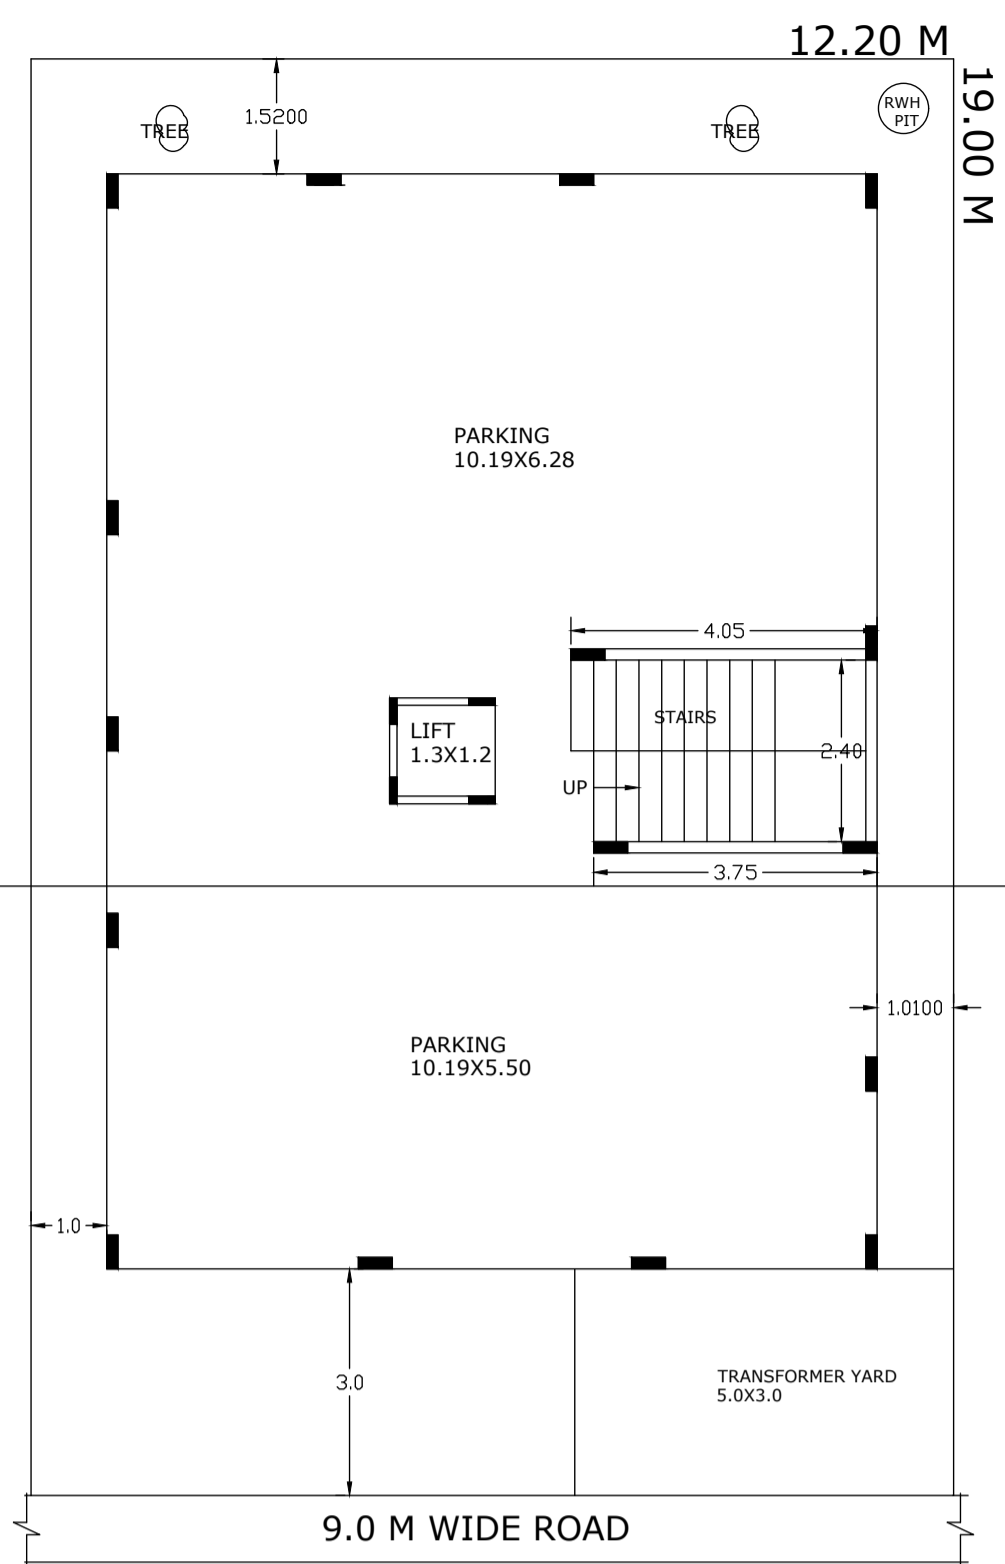 12.20 M
19.00 M
RWH
PIT
1.5200
TREE
TREE
PARKING
10.19X6.28
4.05
STAIRS
LIFT
1.3X1.2
2.40
UP
3.75
1.0100
PARKING
10.19X5.50
1.0
3.0
TRANSFORMER YARD
5.0X3.0
9.0 M WIDE ROAD